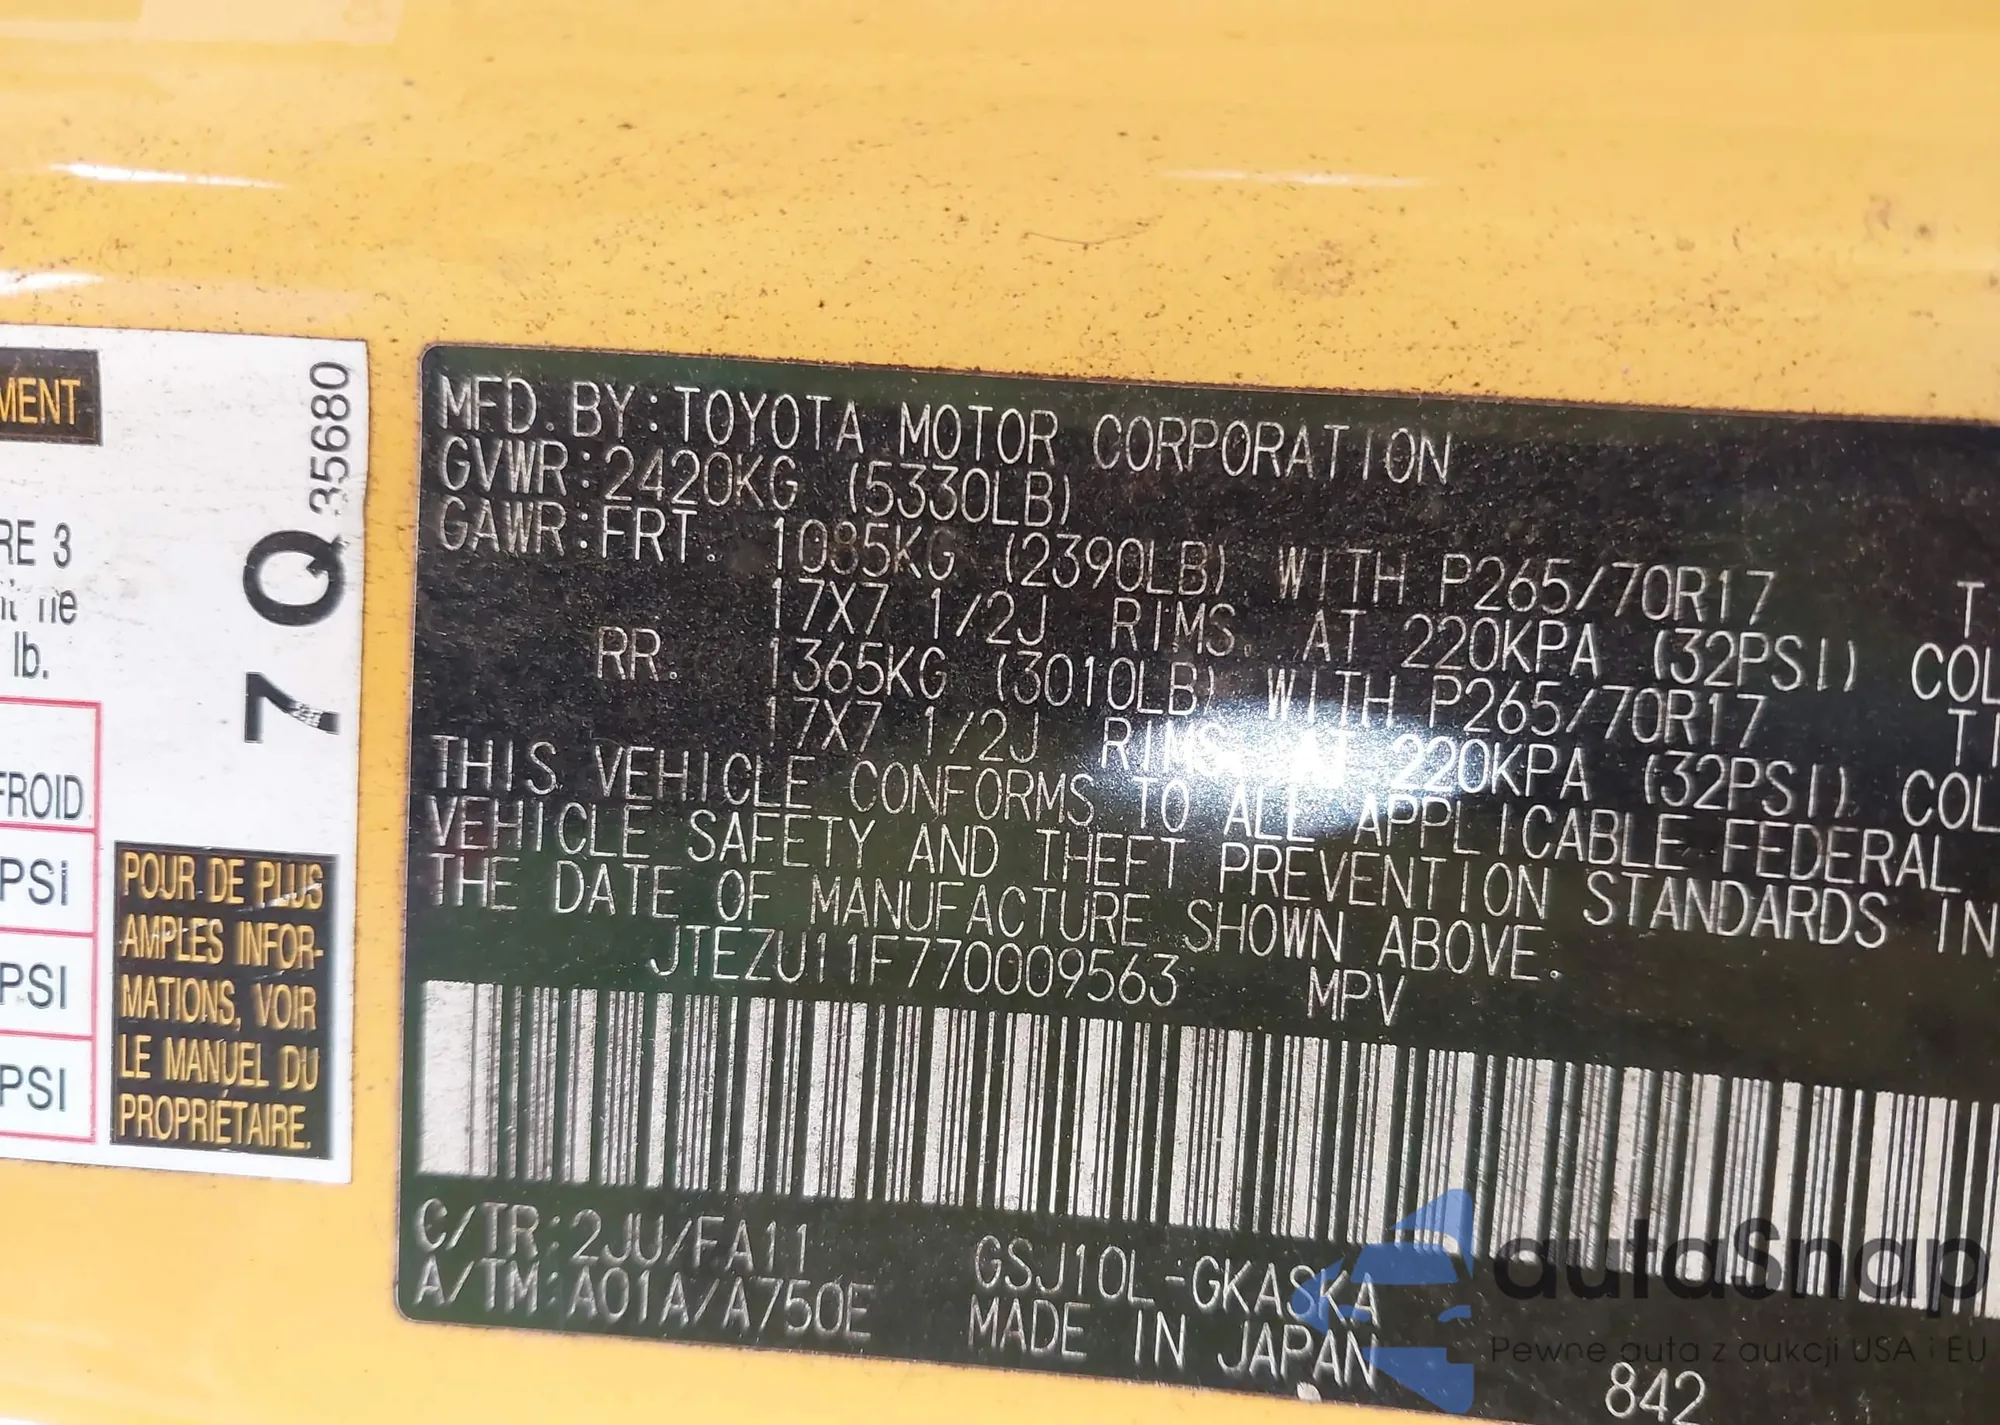 MENT
RE 3
lb.
FROID
PSI
PSI
PSI
7 Q 35680
POUR DE PLUS
AMPLES INFOR-
MATIONS, VOIR
LE MANUEL DU
PROPRIÉTAIRE.
MFD. BY:TOYOTA MOTOR CORPORATION
GVWR:2420KG (5330LB)
GAWR:FRT. 1085KG (2390LB) WITH P265/70R17 T
17X7 1/2J RIMS, AT 220KPA (32PSI) COL
RR. 1365KG (3010LB) WITH P265/70R17 TI
17X7 1/2J RIMS, AT 220KPA (32PSI) COL
THIS VEHICLE CONFORMS TO ALL APPLICABLE FEDERAL
VEHICLE SAFETY AND THEFT PREVENTION STANDARDS IN
THE DATE OF MANUFACTURE SHOWN ABOVE.
JTEZU11F770009563 MPV
C/TR:2JU/FA11 GSJ10L-GKASKA
A/TM:A01A/A750E MADE IN JAPAN
842
autaSnap
Pewne auta z aukcji USA i EU